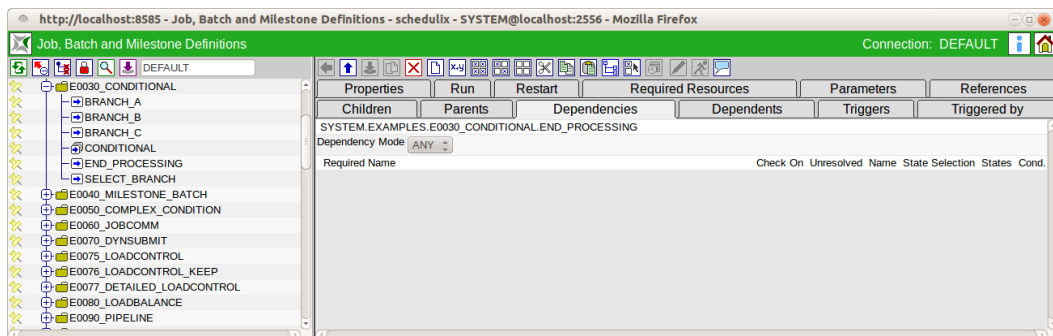 http://localhost:8585 - Job, Batch and Milestone Definitions - schedulix - SYSTEM@localhost:2556 - Mozilla Firefox
Job, Batch and Milestone Definitions
Connection: DEFAULT
DEFAULT
E0030_CONDITIONAL
BRANCH_A
BRANCH_B
BRANCH_C
CONDITIONAL
END_PROCESSING
SELECT_BRANCH
E0040_MILESTONE_BATCH
E0050_COMPLEX_CONDITION
E0060_JOBCOMM
E0070_DYNSUBMIT
E0075_LOADCONTROL
E0076_LOADCONTROL_KEEP
E0077_DETAILED_LOADCONTROL
E0080_LOADBALANCE
E0090_PIPELINE
Properties Run Restart Required Resources Parameters References
Children Parents Dependencies Dependents Triggers Triggered by
SYSTEM.EXAMPLES.E0030_CONDITIONAL.END_PROCESSING
Dependency Mode ANY
Required Name Check On Unresolved Name State Selection States Cond.